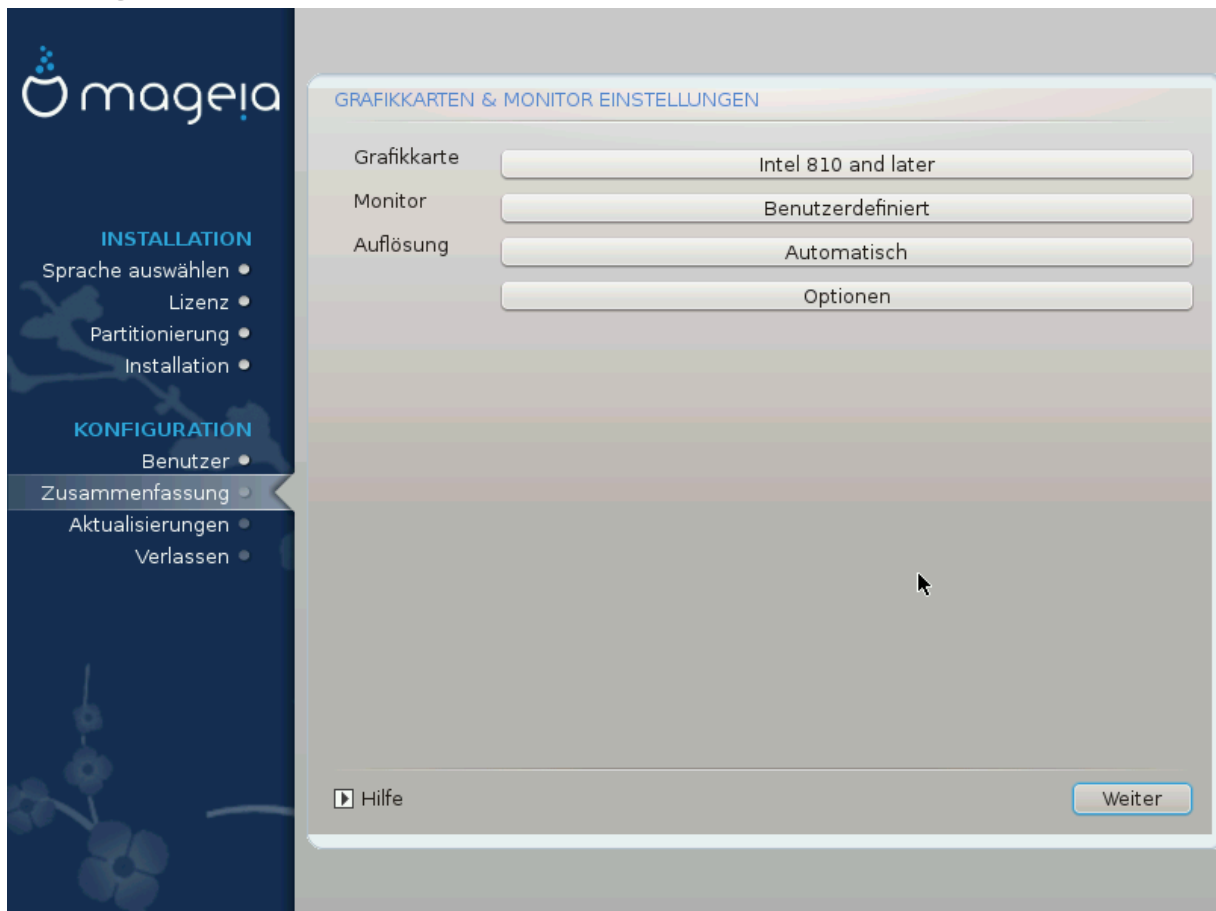 mageia
INSTALLATION
Sprache auswählen
Lizenz
Partitionierung
Installation
KONFIGURATION
Benutzer
Zusammenfassung
Aktualisierungen
Verlassen
GRAFIKKARTEN & MONITOR EINSTELLUNGEN
Grafikkarte Intel 810 and later
Monitor Benutzerdefiniert
Auflösung Automatisch
Optionen
Hilfe Weiter